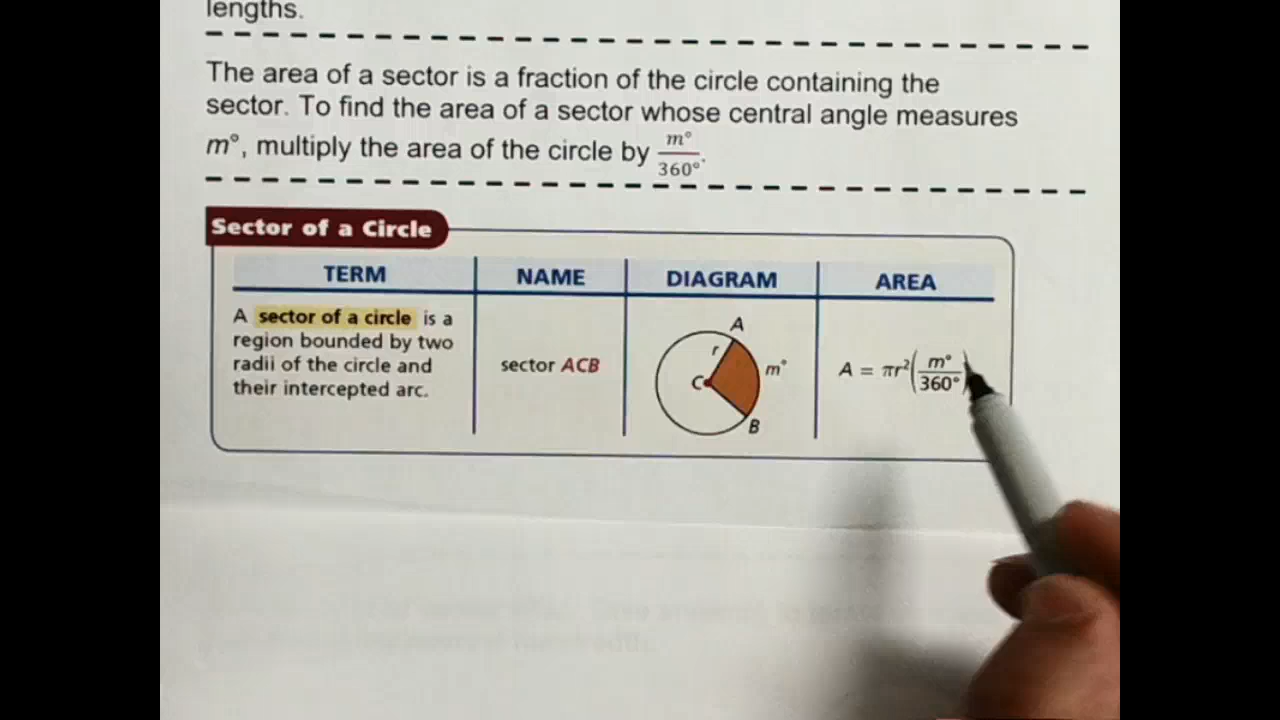 lengths.
The area of a sector is a fraction of the circle containing the
sector. To find the area of a sector whose central angle measures
m°, multiply the area of the circle by m°/360°.
Sector of a Circle
TERM NAME DIAGRAM AREA
A sector of a circle is a
region bounded by two
radii of the circle and
their intercepted arc.
sector ACB
A
r
m°
C
B
A = πr²(m°/360°)